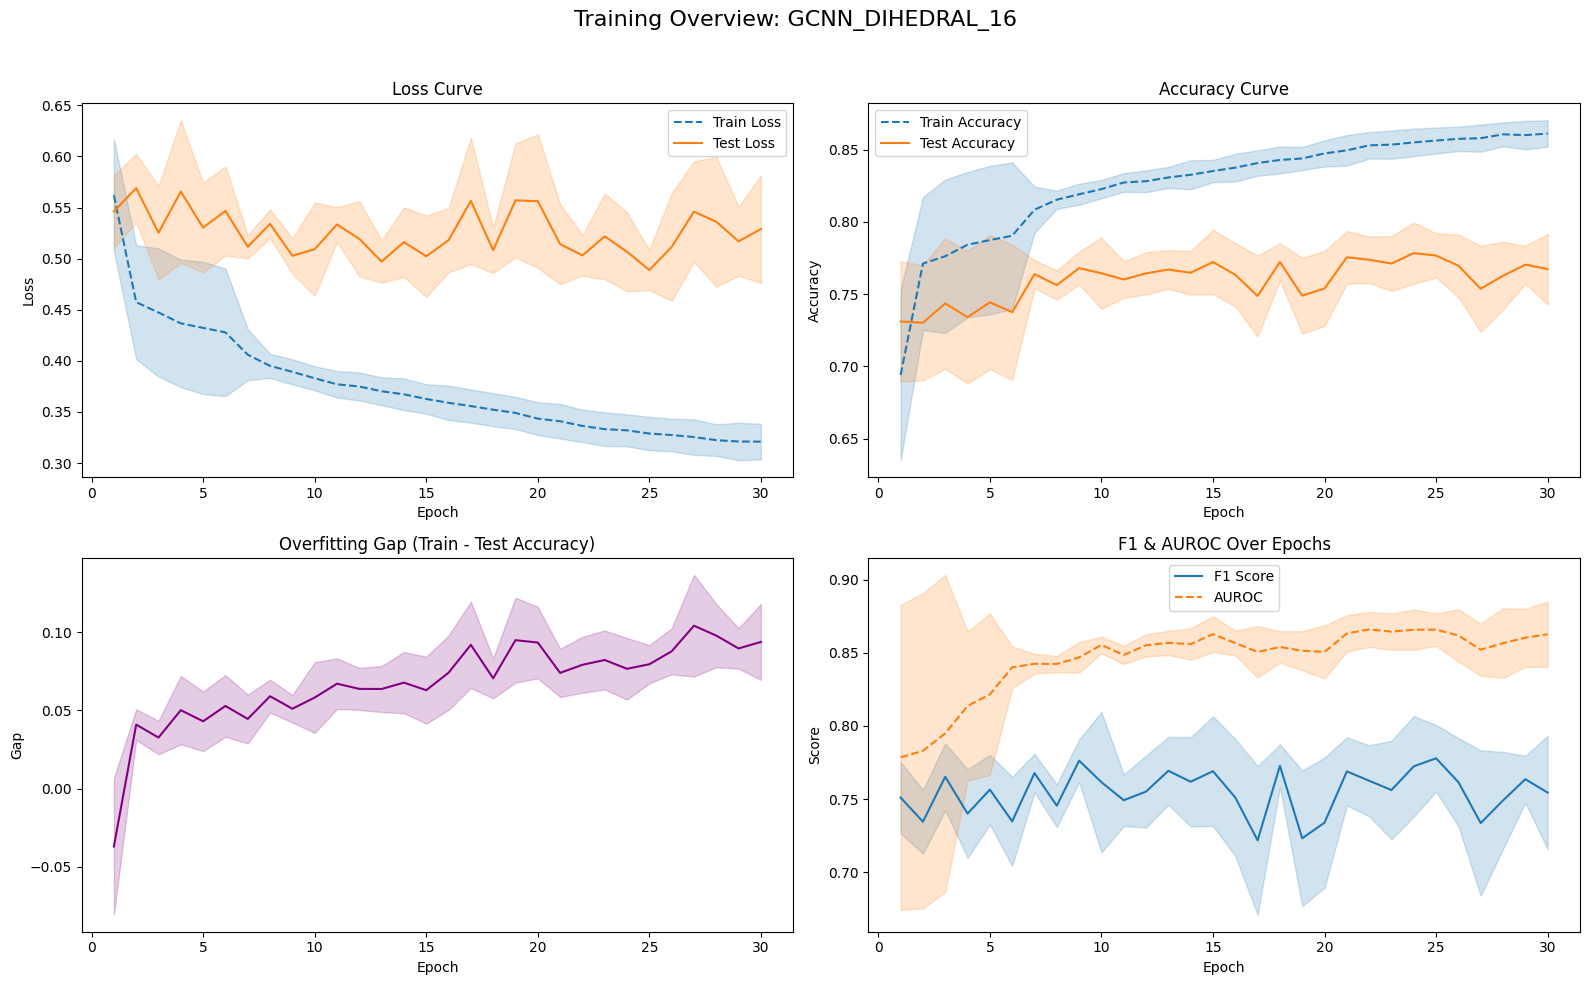 Training Overview: GCNN_DIHEDRAL_16
Loss Curve
Loss
0.65
0.60
0.55
0.50
0.45
0.40
0.35
0.30
Train Loss
Test Loss
0 5 10 15 20 25 30
Epoch
Accuracy Curve
Accuracy
0.85
0.80
0.75
0.70
0.65
Train Accuracy
Test Accuracy
0 5 10 15 20 25 30
Epoch
Overfitting Gap (Train - Test Accuracy)
Gap
0.10
0.05
0.00
−0.05
0 5 10 15 20 25 30
Epoch
F1 & AUROC Over Epochs
Score
0.90
0.85
0.80
0.75
0.70
F1 Score
AUROC
0 5 10 15 20 25 30
Epoch